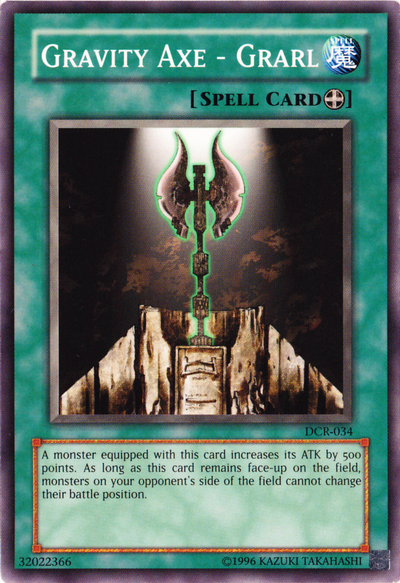 GRAVITY AXE - GRARL
SPELL
魔
[SPELL CARD]
DCR-034
A monster equipped with this card increases its ATK by 500
points. As long as this card remains face-up on the field,
monsters on your opponent's side of the field cannot change
their battle position.
32022366
©1996 KAZUKI TAKAHASHI